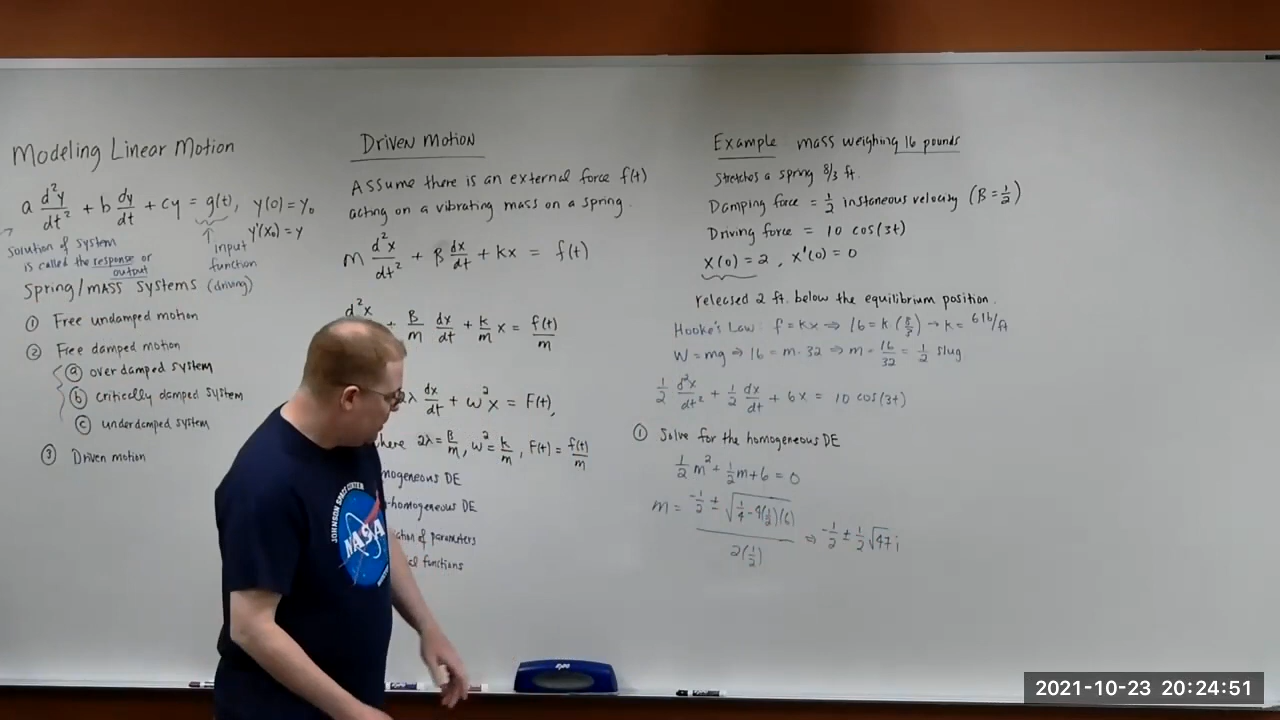 Modeling Linear Motion
a d²y/dt² + b dy/dt + cy = g(t), y(0) = y₀
y'(x₀) = y
solution of system
is called the response or
output
input
function
(driving)
Spring/Mass Systems
① Free undamped motion
② Free damped motion
ⓐ over damped system
ⓑ critically damped system
ⓒ underdamped system
③ Driven motion
Driven Motion
Assume there is an external force f(t)
acting on a vibrating mass on a spring.
m d²x/dt² + β dx/dt + kx = f(t)
d²x + β/m dx/dt + k/m x = f(t)/m
2λ dx/dt + ω²x = F(t),
where 2λ = β/m, ω² = k/m, F(t) = f(t)/m
mogeneous DE
-homogeneous DE
iation of parameters
functions
Example mass weighing 16 pounds
stretches a spring 8/3 ft.
Damping force = 1/2 instaneous velocity (β = 1/2)
Driving force = 10 cos(3t)
x(0) = 2, x'(0) = 0
released 2 ft. below the equilibrium position.
Hooke's Law: f = kx ⇒ 16 = k(8/3) → k = 6 lb/ft
W = mg ⇒ 16 = m·32 ⇒ m = 16/32 = 1/2 slug
1/2 d²x/dt² + 1/2 dx/dt + 6x = 10 cos(3t)
① Solve for the homogeneous DE
1/2 m² + 1/2 m + 6 = 0
m = (-1/2 ± √(1/4 - 4(1/2)(6))) / 2(1/2) ⇒ -1/2 ± 1/2 √47 i
JOHNSON SPACE CENTER
NASA
expo
2021-10-23 20:24:51